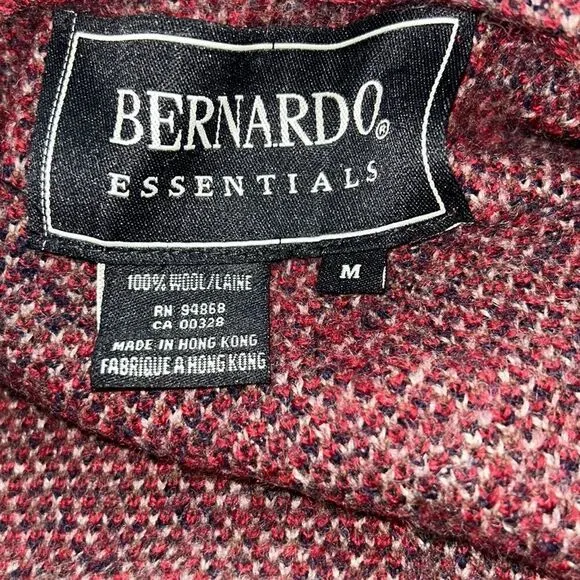 BERNARDO®
ESSENTIALS
M
100% WOOL/LAINE
RN 94868
CA 00328
MADE IN HONG KONG
FABRIQUE A HONG KONG